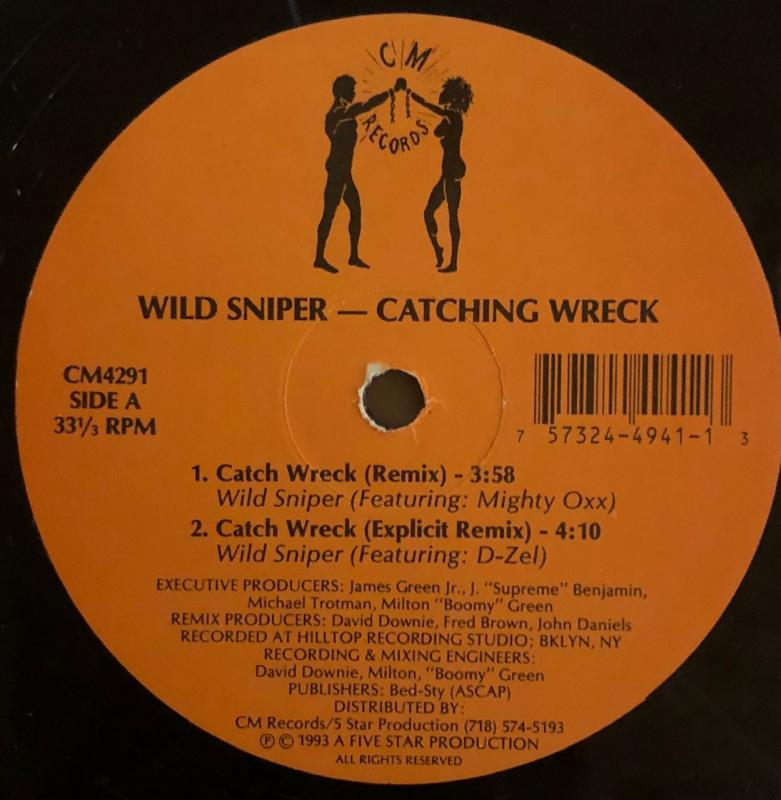 CM
RECORDS
WILD SNIPER — CATCHING WRECK
CM4291
SIDE A
33⅓ RPM
7 57324-4941-1 3
1. Catch Wreck (Remix) - 3:58
Wild Sniper (Featuring: Mighty Oxx)
2. Catch Wreck (Explicit Remix) - 4:10
Wild Sniper (Featuring: D-Zel)
EXECUTIVE PRODUCERS: James Green Jr., J. "Supreme" Benjamin,
Michael Trotman, Milton "Boomy" Green
REMIX PRODUCERS: David Downie, Fred Brown, John Daniels
RECORDED AT HILLTOP RECORDING STUDIO; BKLYN, NY
RECORDING & MIXING ENGINEERS:
David Downie, Milton, "Boomy" Green
PUBLISHERS: Bed-Sty (ASCAP)
DISTRIBUTED BY:
CM Records/5 Star Production (718) 574-5193
℗ © 1993 A FIVE STAR PRODUCTION
ALL RIGHTS RESERVED